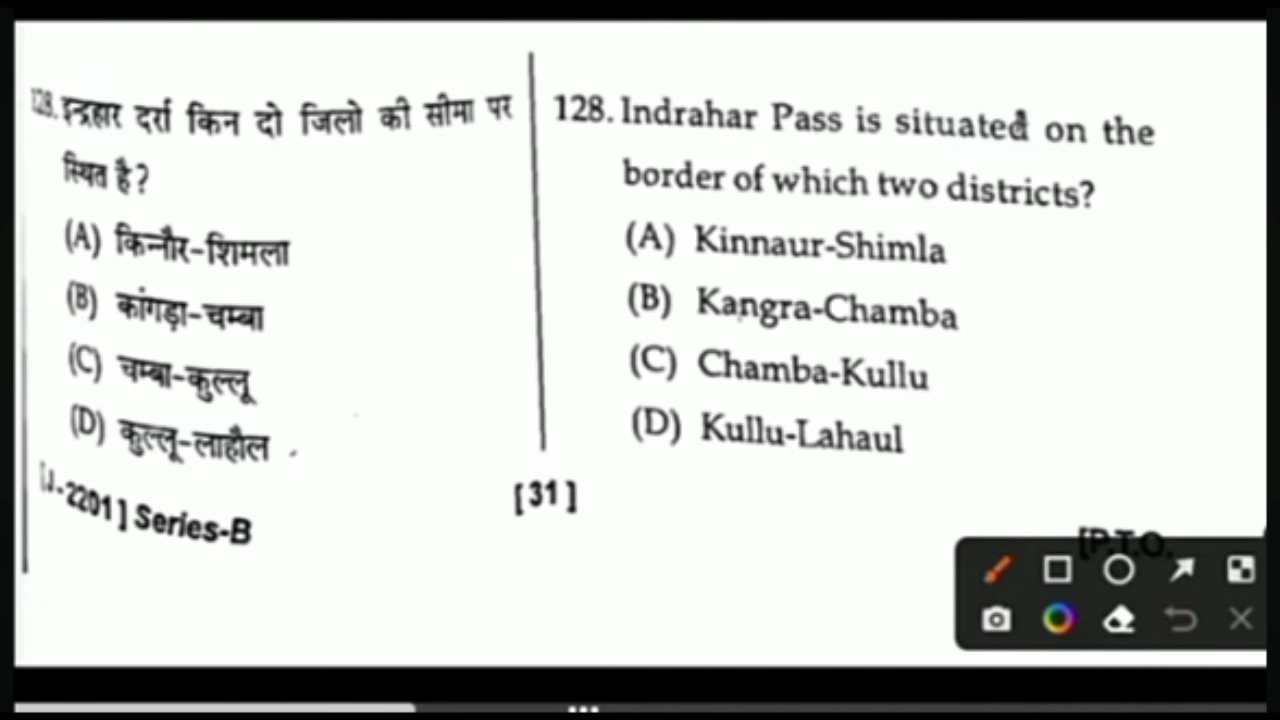 128. इन्द्रहार दर्रा किन दो जिलो की सीमा पर
स्थित है?
(A) किन्नौर-शिमला
(B) कांगड़ा-चम्बा
(C) चम्बा-कुल्लू
(D) कुल्लू-लाहौल
[J-2201] Series-B
128. Indrahar Pass is situated on the
border of which two districts?
(A) Kinnaur-Shimla
(B) Kangra-Chamba
(C) Chamba-Kullu
(D) Kullu-Lahaul
[31]
[P.T.O.